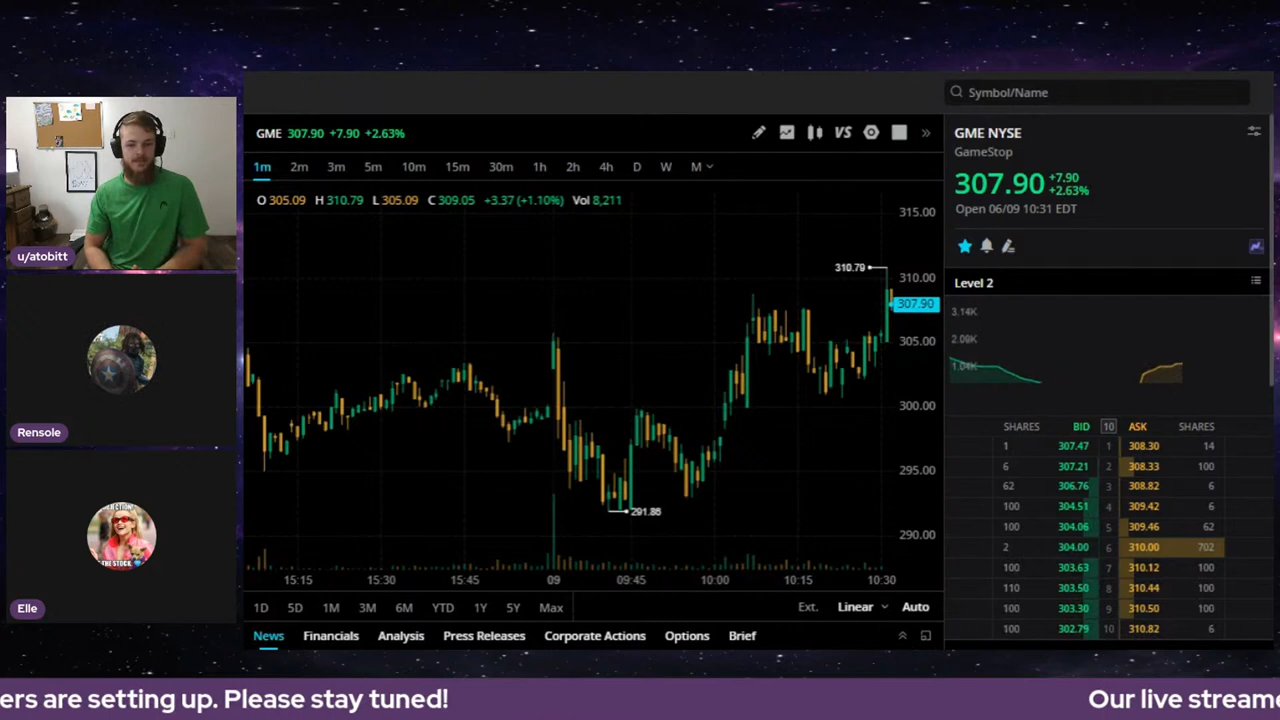 u/atobitt
Rensole
THE STOCK
Elle
Symbol/Name
GME 307.90 +7.90 +2.63%
VS
1m 2m 3m 5m 10m 15m 30m 1h 2h 4h D W M
O 305.09 H 310.79 L 305.09 C 309.05 +3.37 (+1.10%) Vol 8,211
315.00
310.79
310.00
307.90
305.00
300.00
295.00
291.86
290.00
15:15 15:30 15:45 09 09:45 10:00 10:15 10:30
1D 5D 1M 3M 6M YTD 1Y 5Y Max Ext. Linear Auto
News Financials Analysis Press Releases Corporate Actions Options Brief
GME NYSE
GameStop
307.90 +7.90
+2.63%
Open 06/09 10:31 EDT
Level 2
3.14K
2.09K
1.04K
SHARES BID 10 ASK SHARES
1 307.47 1 308.30 14
6 307.21 2 308.33 100
62 306.76 3 308.82 6
100 304.51 4 309.42 6
100 304.06 5 309.46 62
2 304.00 6 310.00 702
100 303.63 7 310.12 100
110 303.50 8 310.44 100
100 303.30 9 310.50 100
100 302.79 10 310.82 6
ers are setting up. Please stay tuned! Our live streame